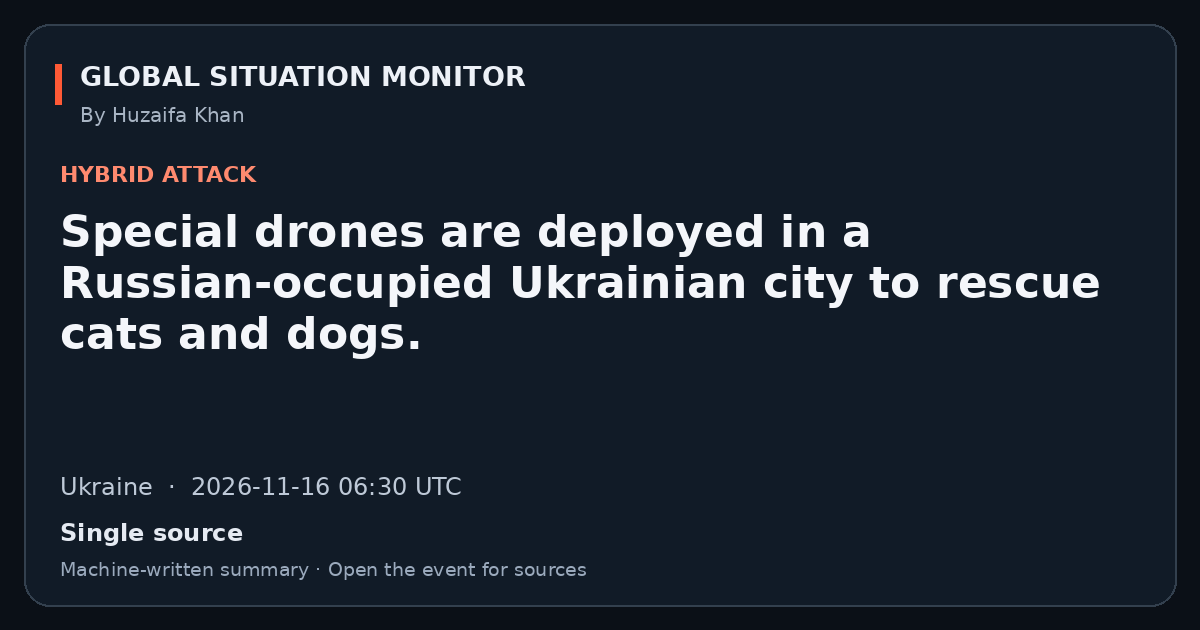 GLOBAL SITUATION MONITOR
By Huzaifa Khan
HYBRID ATTACK
Special drones are deployed in a
Russian-occupied Ukrainian city to rescue
cats and dogs.
Ukraine · 2026-11-16 06:30 UTC
Single source
Machine-written summary · Open the event for sources